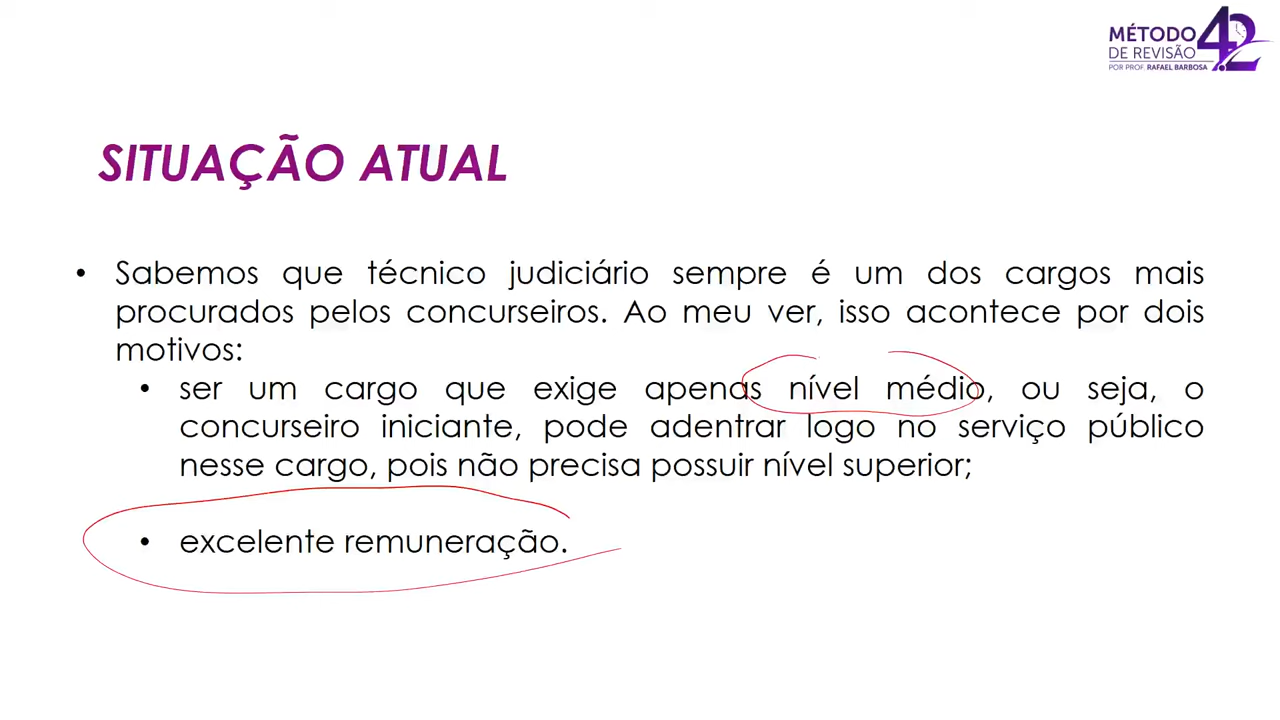 MÉTODO 4.2
DE REVISÃO
POR PROF. RAFAEL BARBOSA
SITUAÇÃO ATUAL
• Sabemos que técnico judiciário sempre é um dos cargos mais
procurados pelos concurseiros. Ao meu ver, isso acontece por dois
motivos:
• ser um cargo que exige apenas nível médio, ou seja, o
concurseiro iniciante, pode adentrar logo no serviço público
nesse cargo, pois não precisa possuir nível superior;
• excelente remuneração.